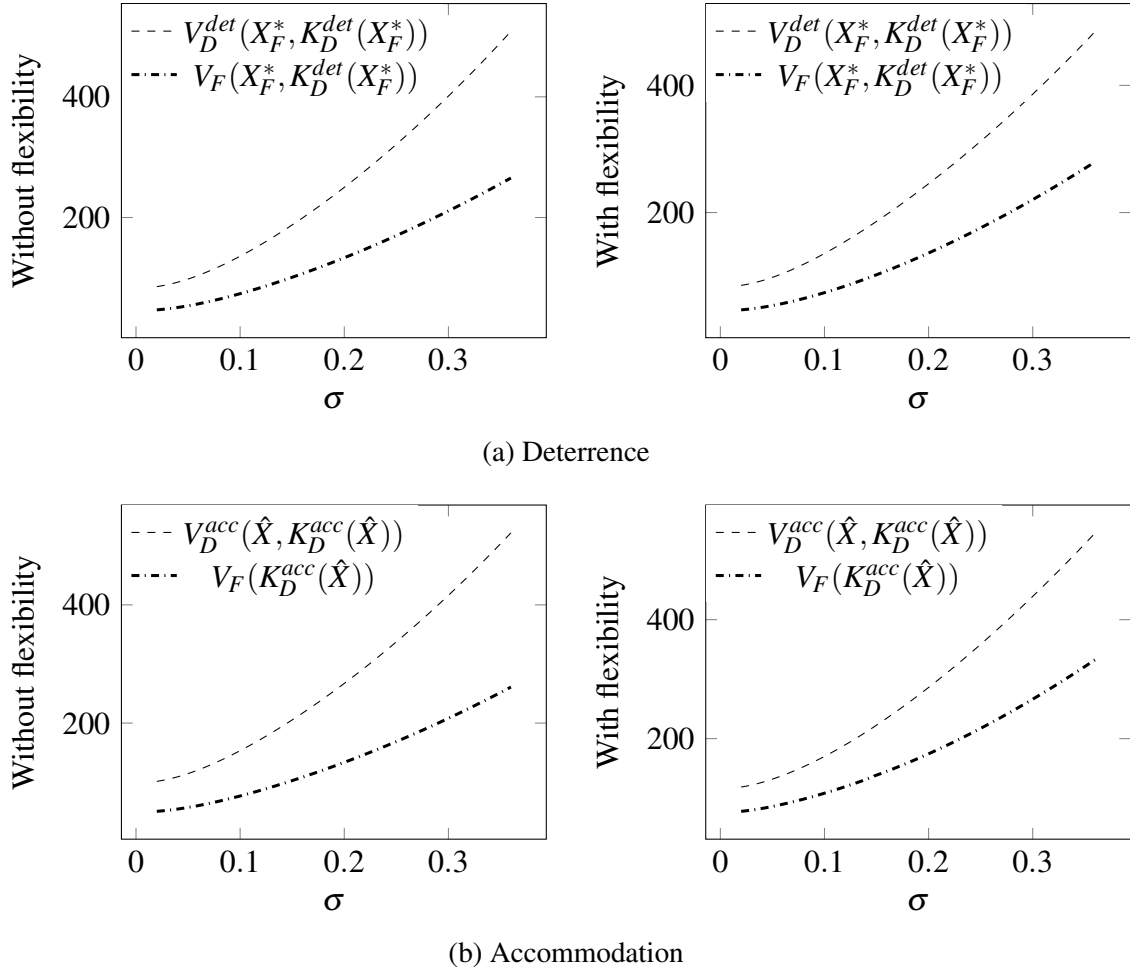 Without flexibility
V_D^{det}(X_F^*, K_D^{det}(X_F^*))
V_F(X_F^*, K_D^{det}(X_F^*))
400
200
0 0.1 0.2 0.3
σ
With flexibility
V_D^{det}(X_F^*, K_D^{det}(X_F^*))
V_F(X_F^*, K_D^{det}(X_F^*))
400
200
0 0.1 0.2 0.3
σ
(a) Deterrence
Without flexibility
V_D^{acc}(X̂, K_D^{acc}(X̂))
V_F(K_D^{acc}(X̂))
400
200
0 0.1 0.2 0.3
σ
With flexibility
V_D^{acc}(X̂, K_D^{acc}(X̂))
V_F(K_D^{acc}(X̂))
400
200
0 0.1 0.2 0.3
σ
(b) Accommodation